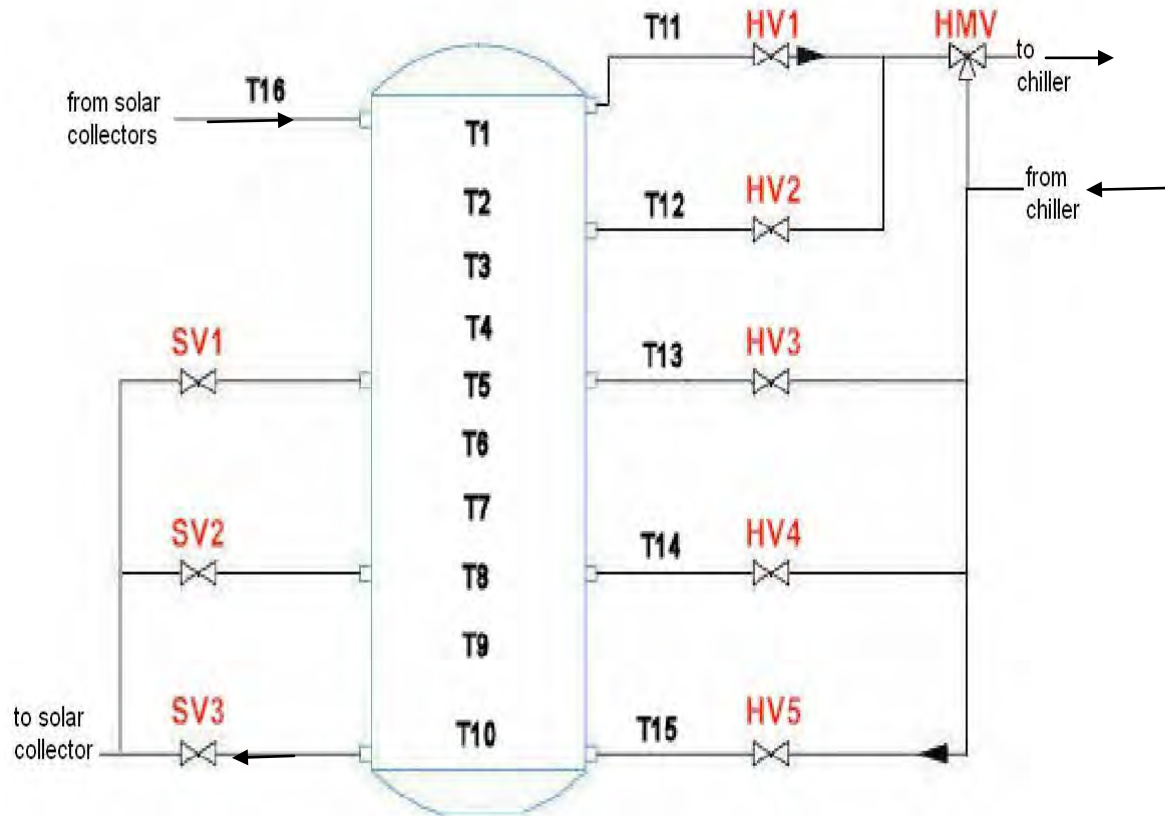 T11
HV1
HMV
to
chiller
from solar
collectors
T16
T1
T2
T12
HV2
from
chiller
T3
T4
SV1
T13
HV3
T5
T6
T7
SV2
T14
HV4
T8
T9
to solar
collector
SV3
T10
T15
HV5